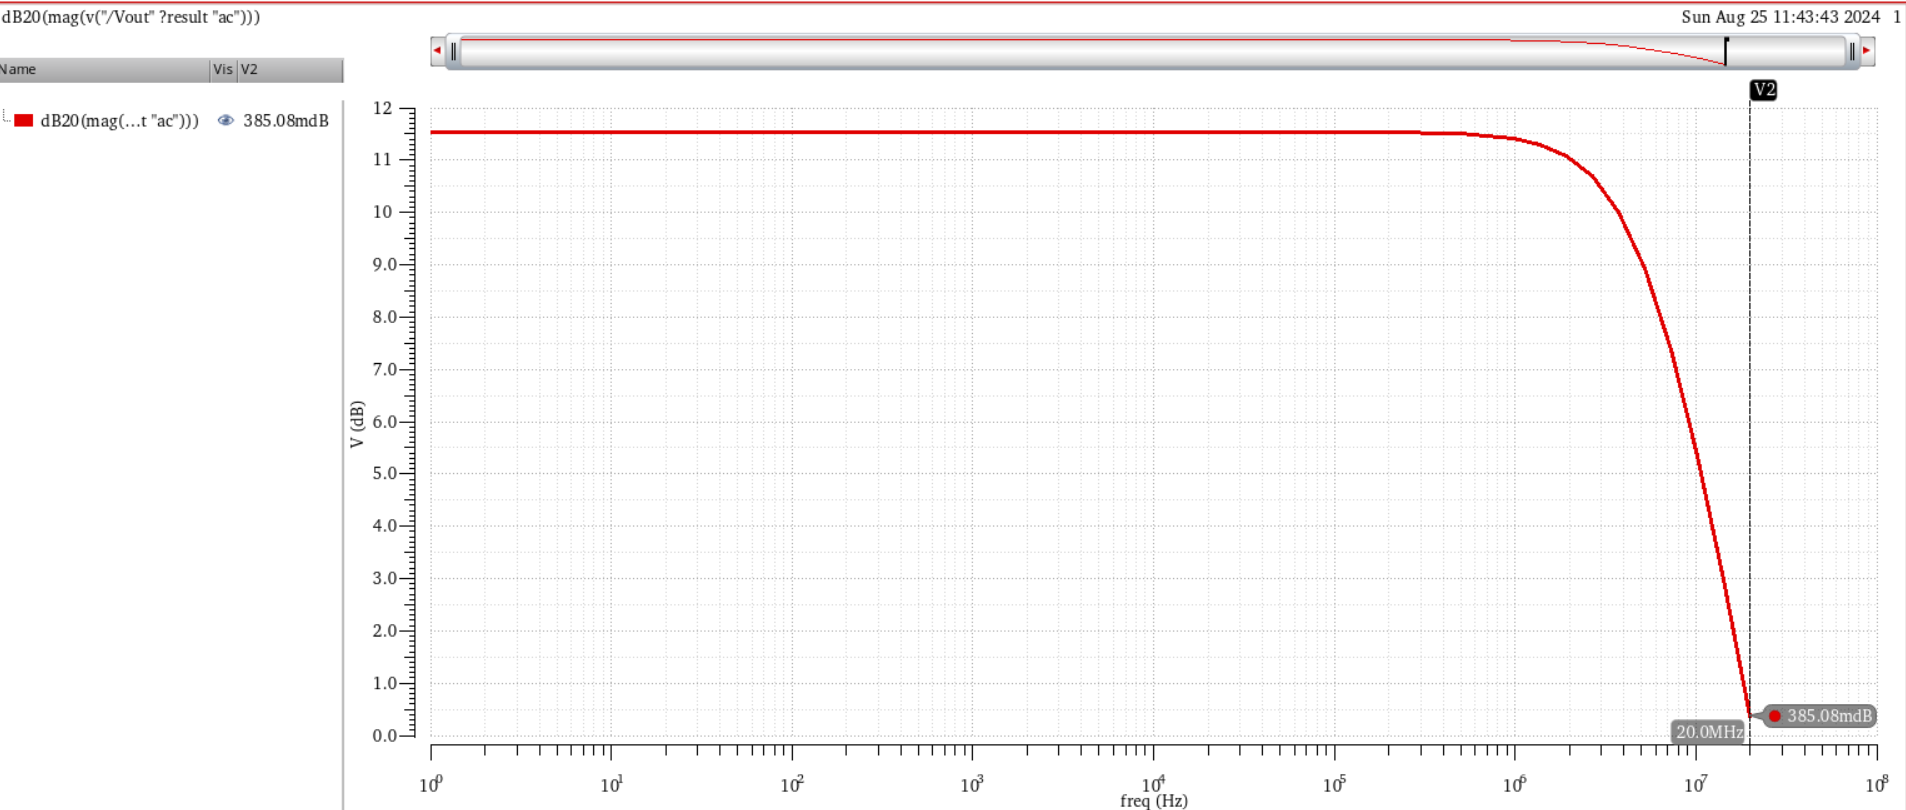 dB20(mag(v("/Vout" ?result "ac")))
Sun Aug 25 11:43:43 2024 1
Name Vis V2
dB20(mag(...t "ac"))) 385.08mdB
V2
12
11
10
9.0
8.0
7.0
6.0
5.0
4.0
3.0
2.0
1.0
0.0
V (dB)
385.08mdB
20.0MHz
10⁰ 10¹ 10² 10³ 10⁴ 10⁵ 10⁶ 10⁷ 10⁸
freq (Hz)